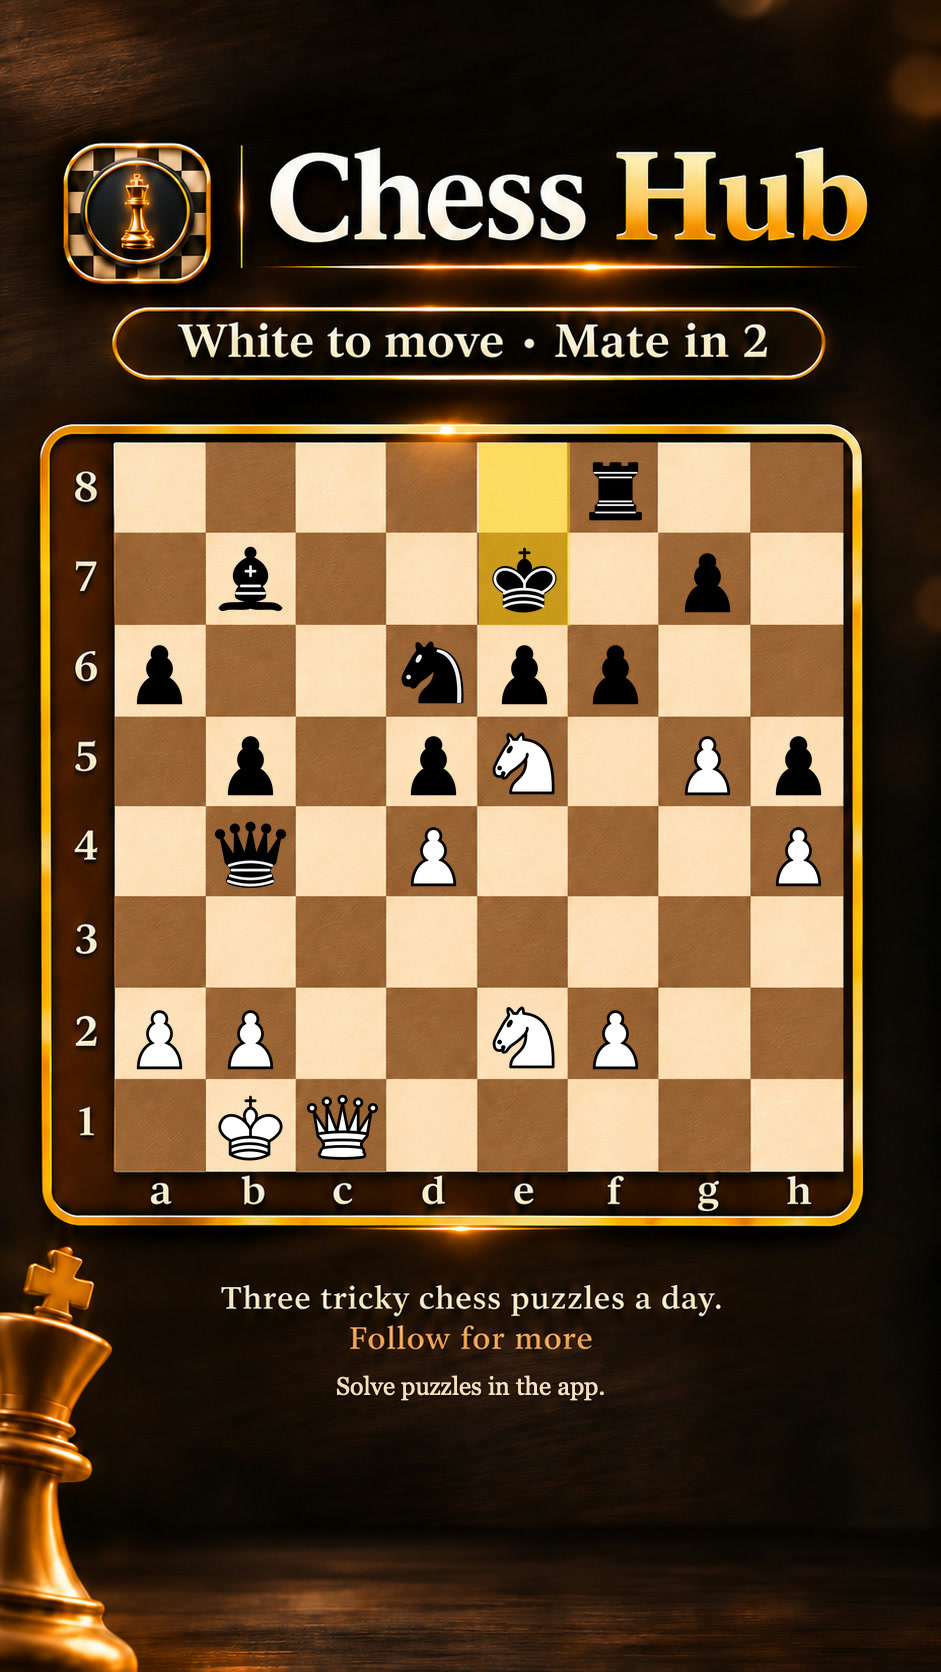 Chess Hub
White to move · Mate in 2
8
7
6
5
4
3
2
1
a b c d e f g h
Three tricky chess puzzles a day.
Follow for more
Solve puzzles in the app.